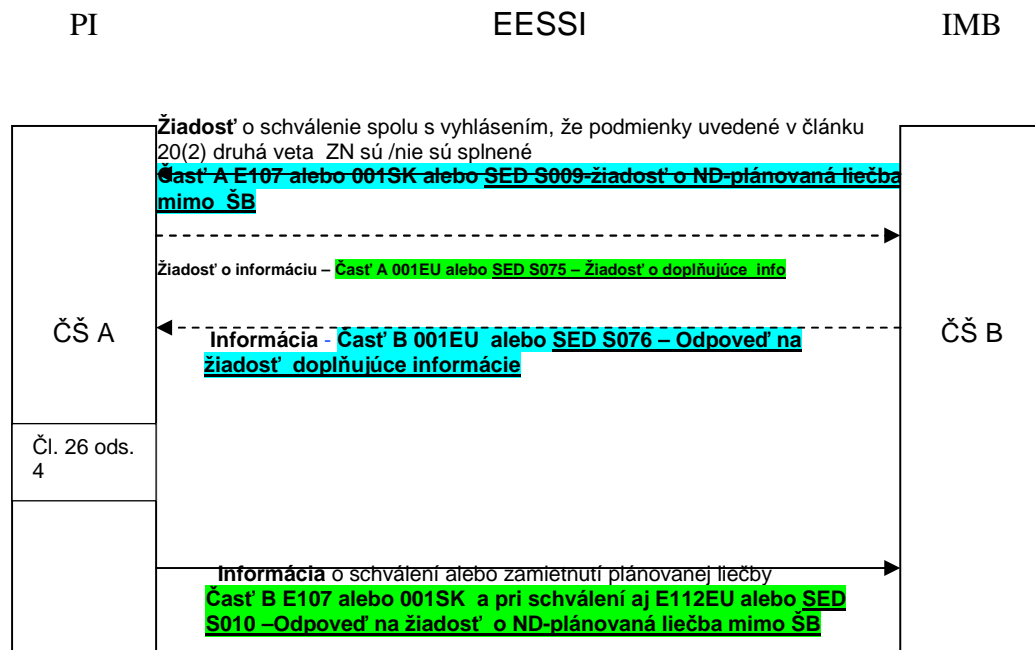 PI EESSI IMB
Žiadosť o schválenie spolu s vyhlásením, že podmienky uvedené v článku
20(2) druhá veta ZN sú /nie sú splnené
Časť A E107 alebo 001SK alebo SED S009-žiadosť o ND-plánovaná liečba
mimo ŠB
Žiadosť o informáciu – Časť A 001EU alebo SED S075 – Žiadosť o doplňujúce info
ČŠ A
ČŠ B
Informácia - Časť B 001EU alebo SED S076 – Odpoveď na
žiadosť doplňujúce informácie
Čl. 26 ods.
4
Informácia o schválení alebo zamietnutí plánovanej liečby
Časť B E107 alebo 001SK a pri schválení aj E112EU alebo SED
S010 –Odpoveď na žiadosť o ND-plánovaná liečba mimo ŠB